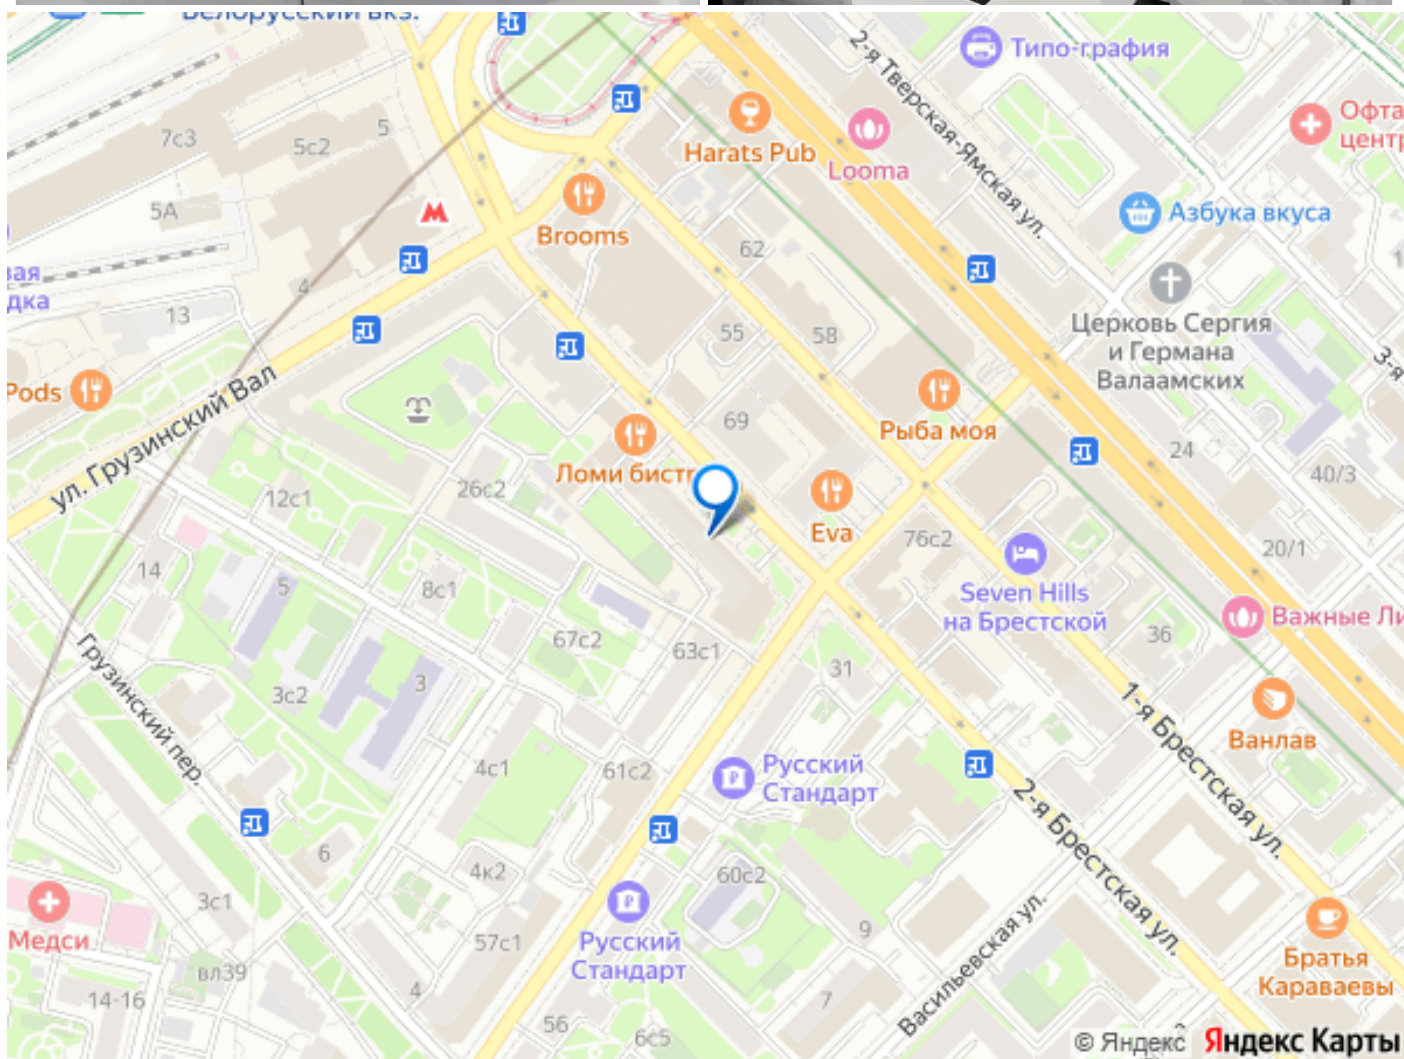 Белорусский вкз.
2-я Тверская-Ямская ул.
Типо-графия
Harats Pub
Looma
Офта
центр
7с3
5с2
5
5А
Brooms
62
Азбука вкуса
вая
дка
4
13
55
58
Церковь Сергия
и Германа
Валаамских
3-я
Pods
ул. Грузинский Вал
69
Рыба моя
Ломи бистр
24
40/3
12с1
26с2
Eva
76с2
20/1
14
5
8с1
Seven Hills
на Брестской
67с2
63с1
Важные Ли
36
31
Грузинский пер.
3с2
3
1-я Брестская ул.
Ванлав
4с1
61с2
Русский
Стандарт
2-я Брестская ул.
6
4к2
60с2
3с1
Медси
57с1
Русский
Стандарт
9
Васильевская ул.
Братья
Караваевы
вл39
14-16
4
7
56
6с5
© Яндекс Яндекс Карты